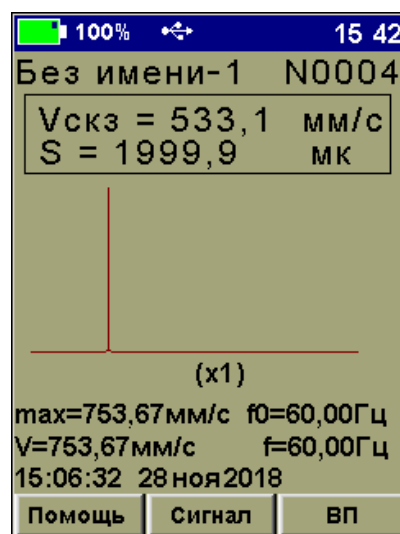 100% 15 42
Без имени-1 N0004
Vскз = 533,1 мм/с
S = 1999,9 мк
(x1)
max=753,67мм/с f0=60,00Гц
V=753,67мм/с f=60,00Гц
15:06:32 28 ноя 2018
Помощь Сигнал ВП